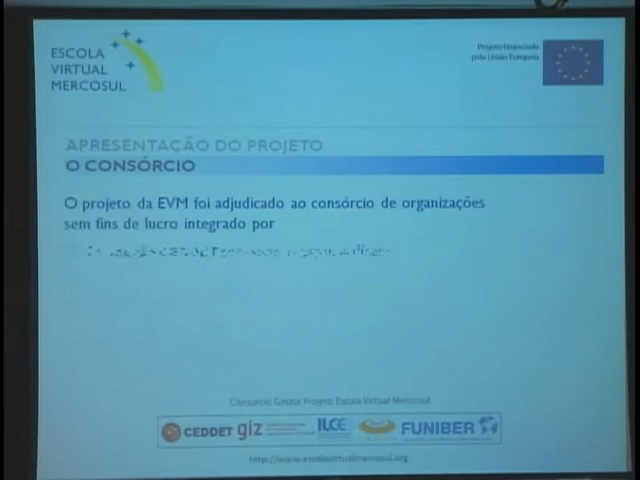 ESCOLA
VIRTUAL
MERCOSUL
Projeto financiado
pela União Europeia
APRESENTAÇÃO DO PROJETO
O CONSÓRCIO
O projeto da EVM foi adjudicado ao consórcio de organizações
sem fins de lucro integrado por
Consórcio Gestor Projeto Escola Virtual Mercosul
CEDDET giz ILCE FUNIBER
http://www.escolavirtualmercosul.org